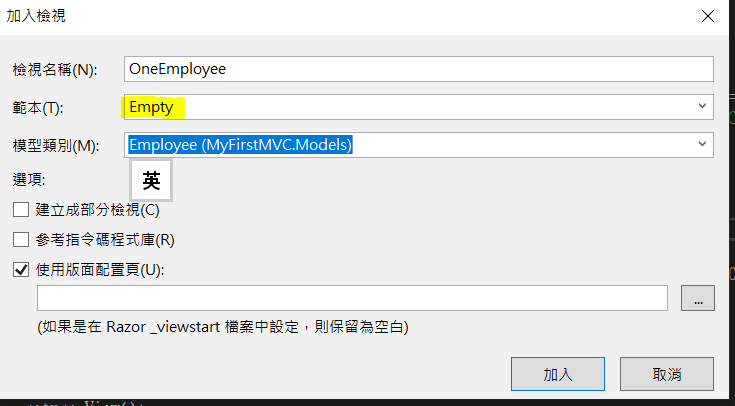 加入檢視
檢視名稱(N): OneEmployee
範本(T): Empty
模型類別(M): Employee (MyFirstMVC.Models)
選項:
英
建立成部分檢視(C)
參考指令碼程式庫(R)
使用版面配置頁(U):
...
(如果是在 Razor _viewstart 檔案中設定，則保留為空白)
加入 取消
return View();